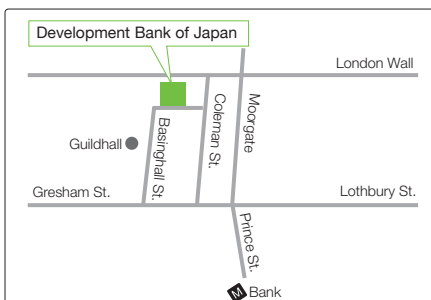 Development Bank of Japan
London Wall
Coleman St.
Moorgate
Basinghall St.
Guildhall
Gresham St.
Lothbury St.
Prince St.
M Bank